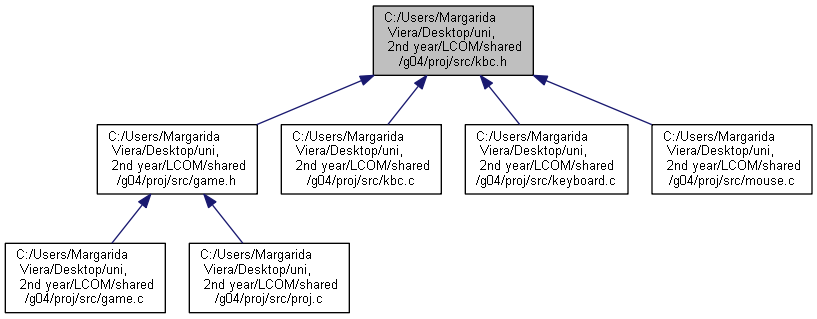 C:/Users/Margarida
Viera/Desktop/uni,
2nd year/LCOM/shared
/g04/proj/src/kbc.h
C:/Users/Margarida
Viera/Desktop/uni,
2nd year/LCOM/shared
/g04/proj/src/game.h
C:/Users/Margarida
Viera/Desktop/uni,
2nd year/LCOM/shared
/g04/proj/src/kbc.c
C:/Users/Margarida
Viera/Desktop/uni,
2nd year/LCOM/shared
/g04/proj/src/keyboard.c
C:/Users/Margarida
Viera/Desktop/uni,
2nd year/LCOM/shared
/g04/proj/src/mouse.c
C:/Users/Margarida
Viera/Desktop/uni,
2nd year/LCOM/shared
/g04/proj/src/game.c
C:/Users/Margarida
Viera/Desktop/uni,
2nd year/LCOM/shared
/g04/proj/src/proj.c